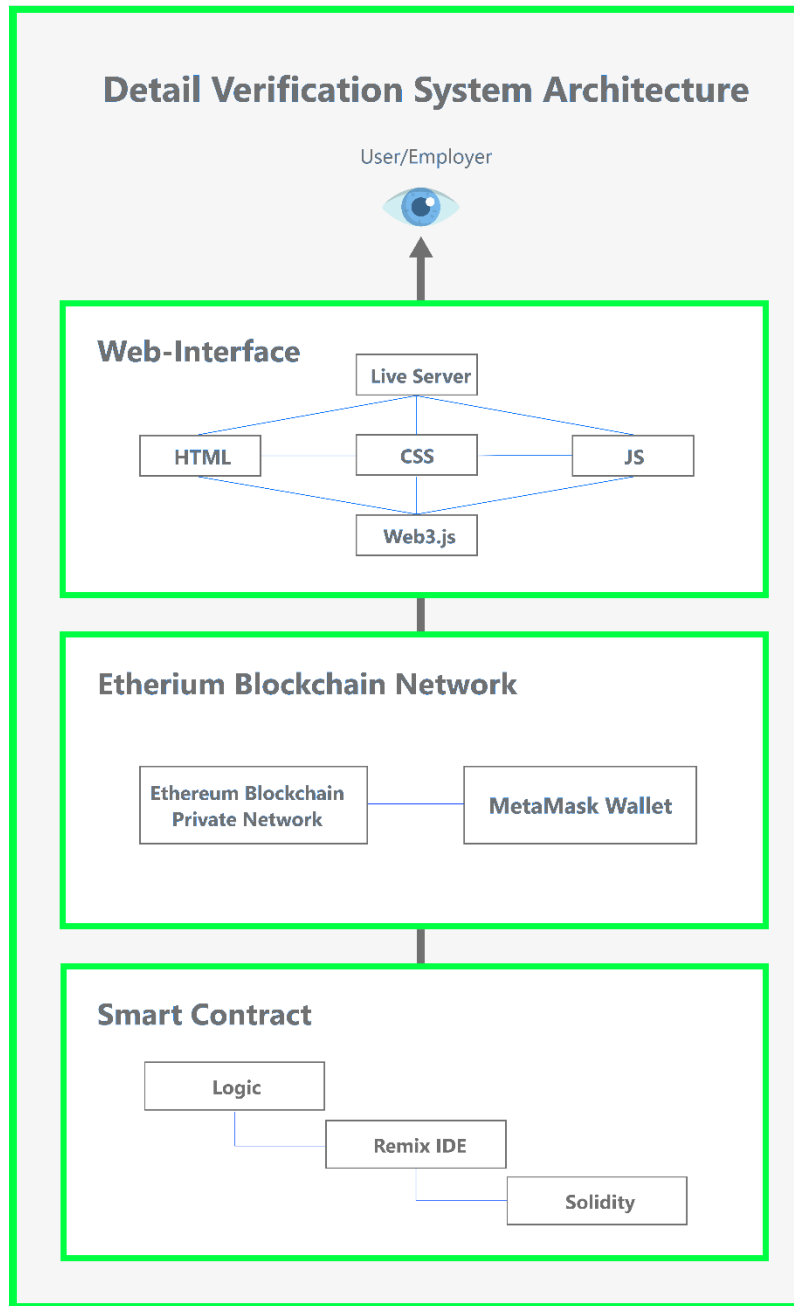 Detail Verification System Architecture
User/Employer
Web-Interface
Live Server
HTML
CSS
JS
Web3.js
Etherium Blockchain Network
Ethereum Blockchain
Private Network
MetaMask Wallet
Smart Contract
Logic
Remix IDE
Solidity